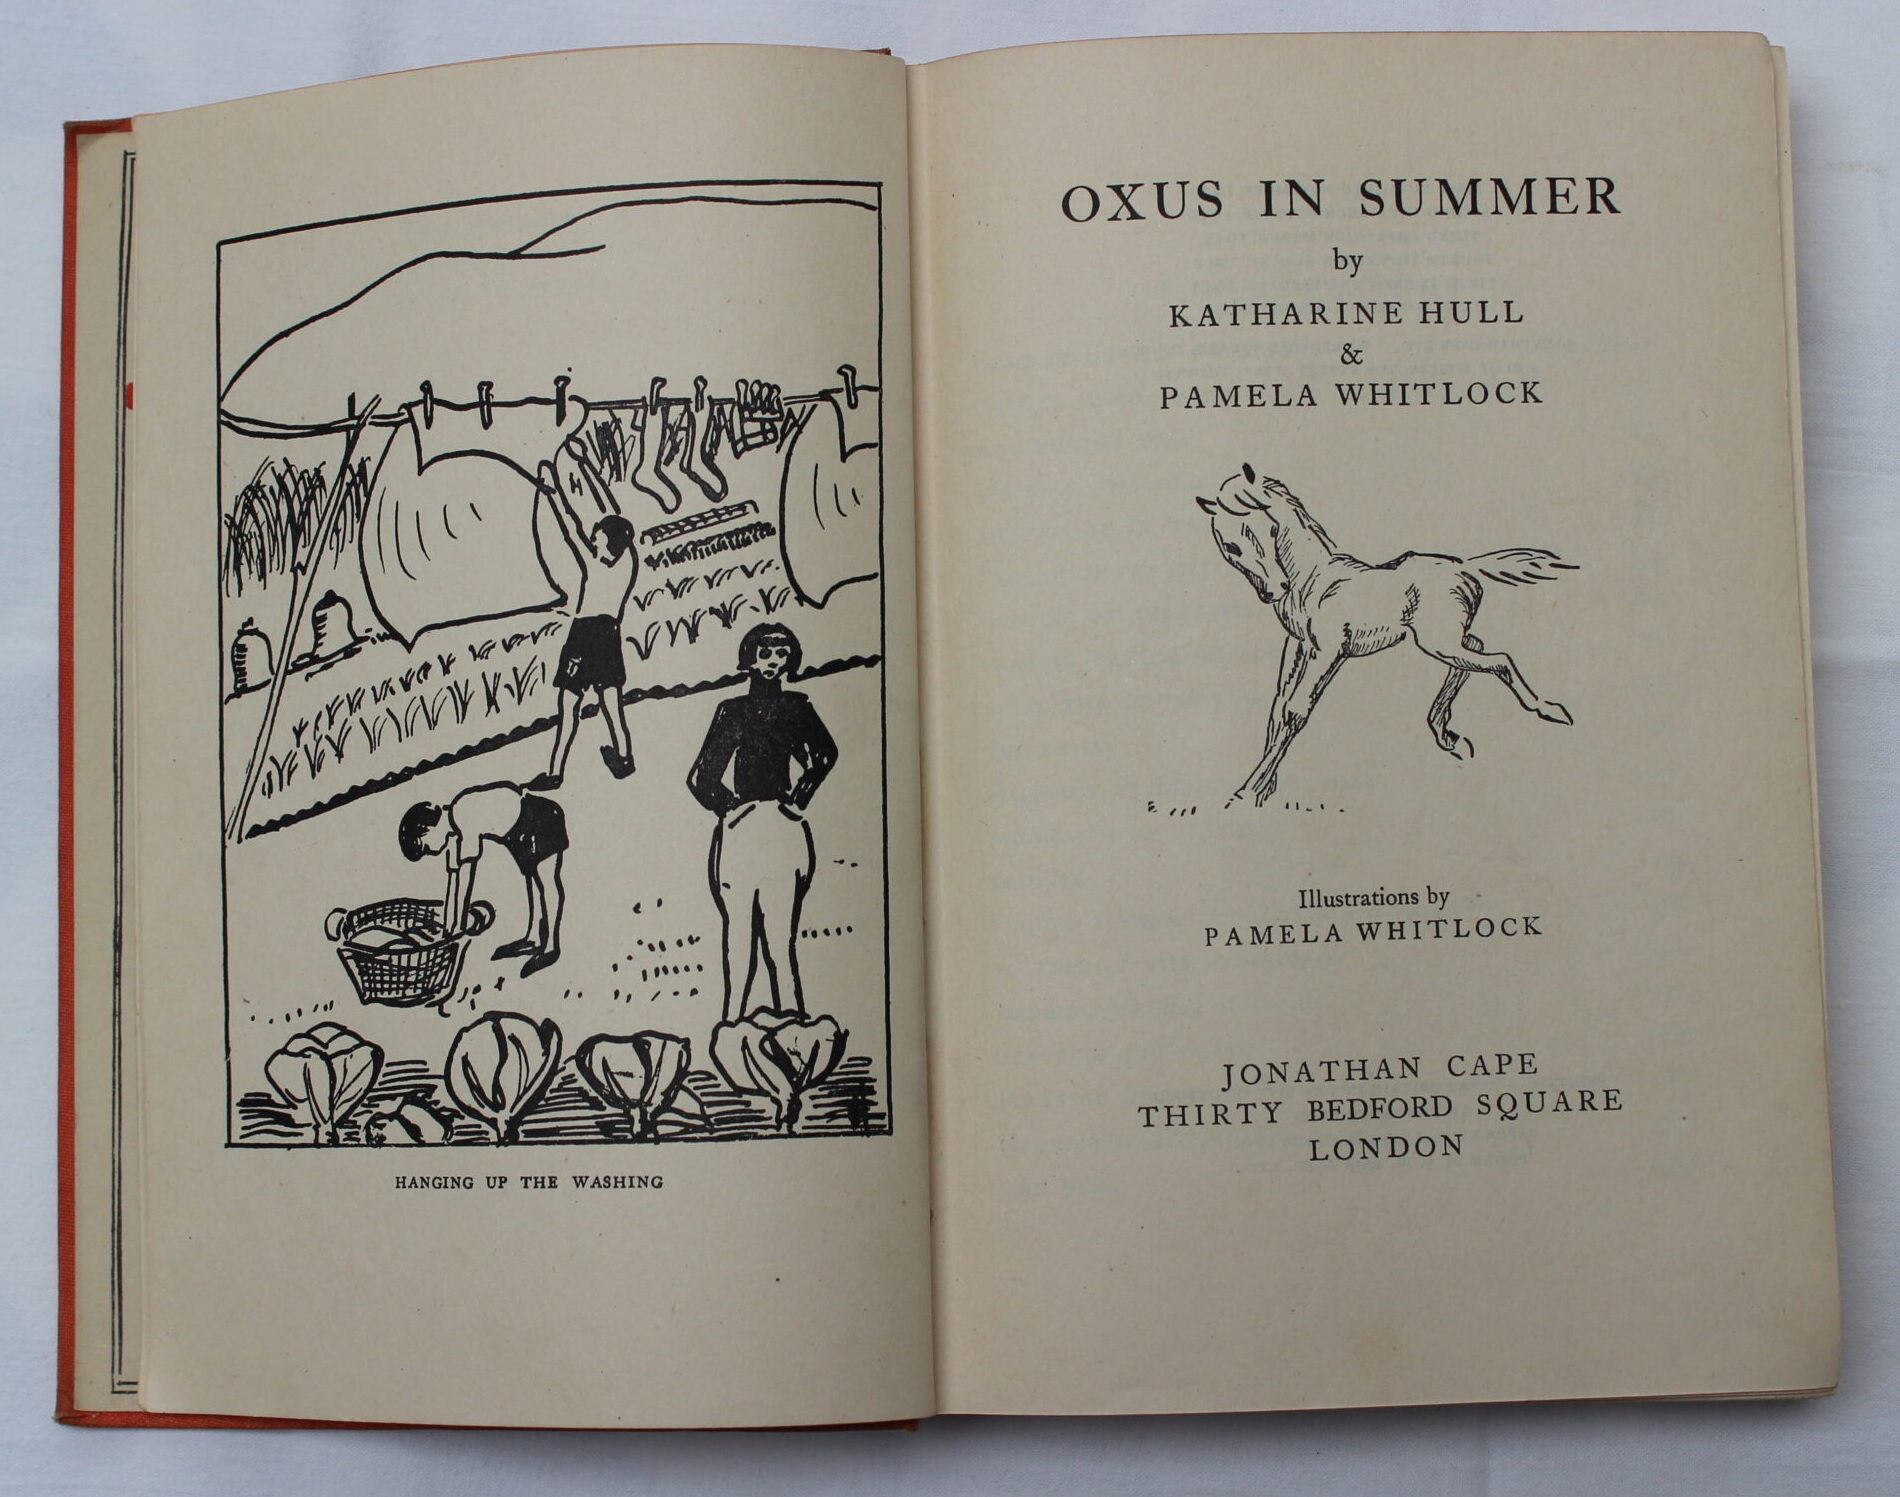 HANGING UP THE WASHING
OXUS IN SUMMER
by
KATHARINE HULL
&
PAMELA WHITLOCK
Illustrations by
PAMELA WHITLOCK
JONATHAN CAPE
THIRTY BEDFORD SQUARE
LONDON